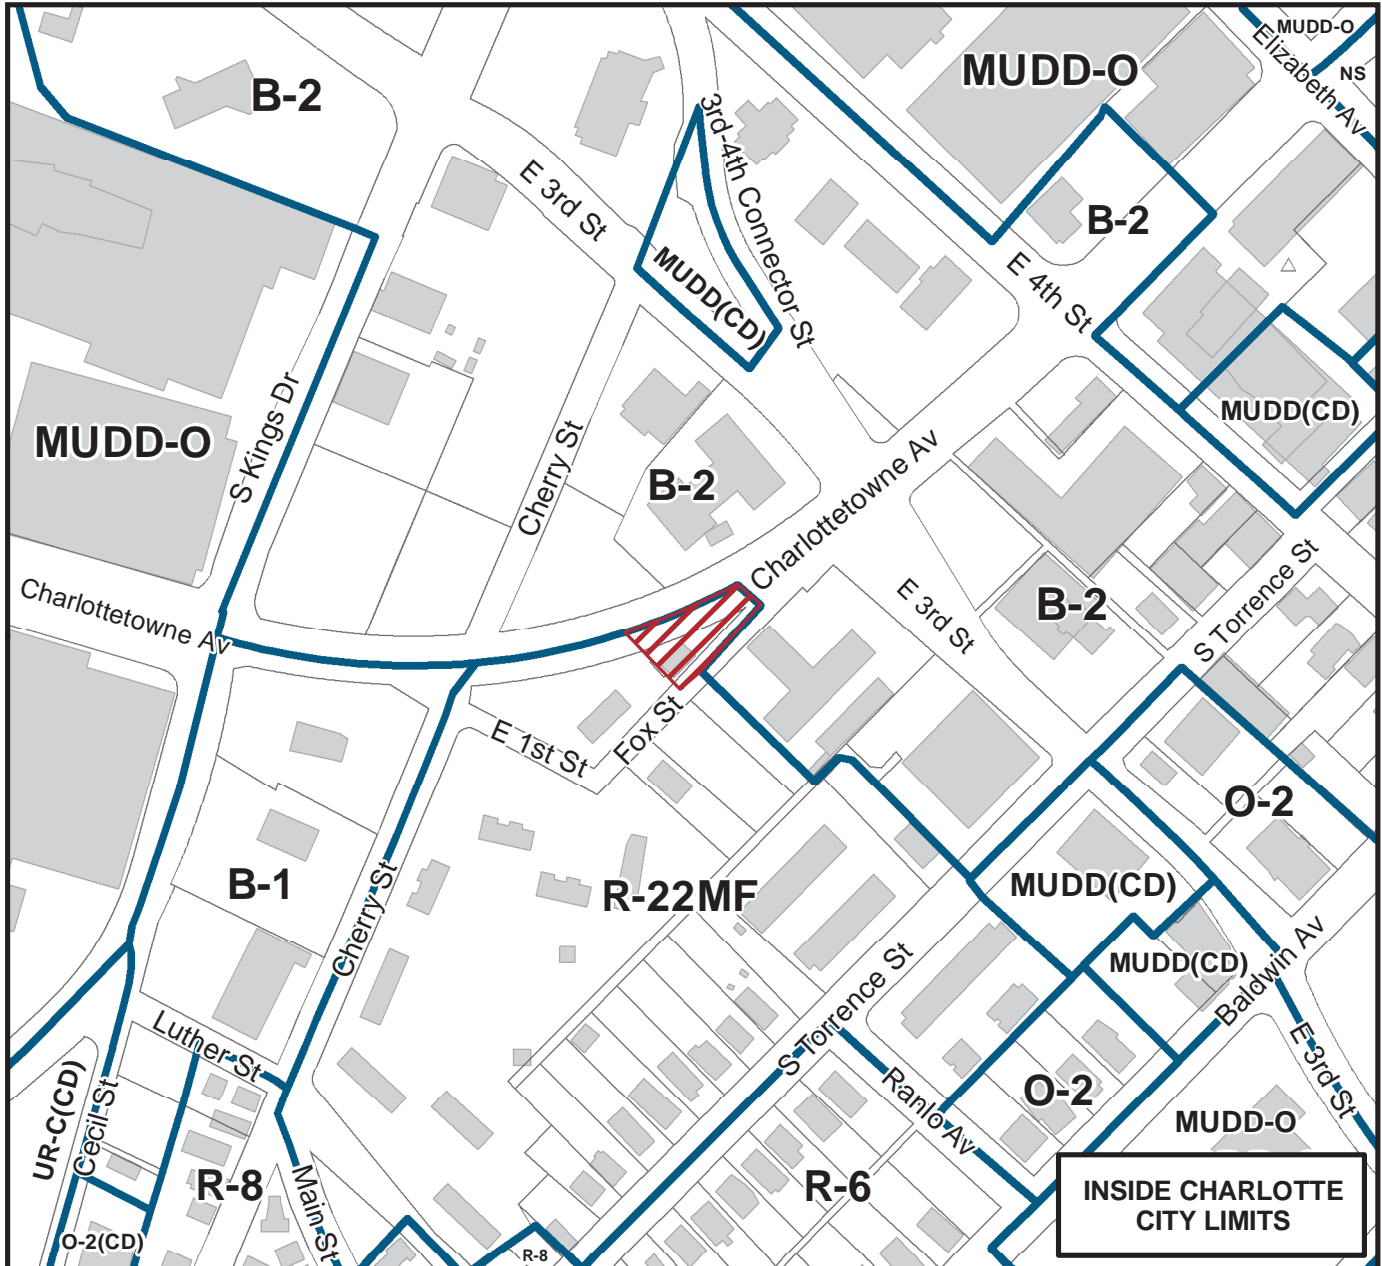 MUDD-O
Elizabeth Av
NS
B-2
MUDD-O
3rd-4th Connector St
E 3rd St
B-2
E 4th St
MUDD(CD)
MUDD-O
S Kings Dr
Cherry St
B-2
Charlottetowne Av
MUDD(CD)
Charlottetowne Av
E 3rd St
B-2
S Torrence St
E 1st St
Fox St
O-2
B-1
Cherry St
R-22MF
MUDD(CD)
MUDD(CD)
Baldwin Av
S Torrence St
Luther St
UR-C(CD)
Cecil St
Ranlo Av
O-2
E 3rd St
MUDD-O
R-8
Main St
R-6
O-2(CD)
R-8
INSIDE CHARLOTTE
CITY LIMITS